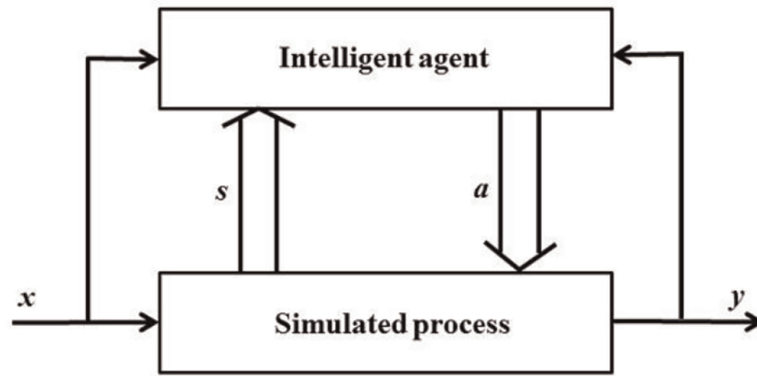 Intelligent agent
s
a
x
y
Simulated process